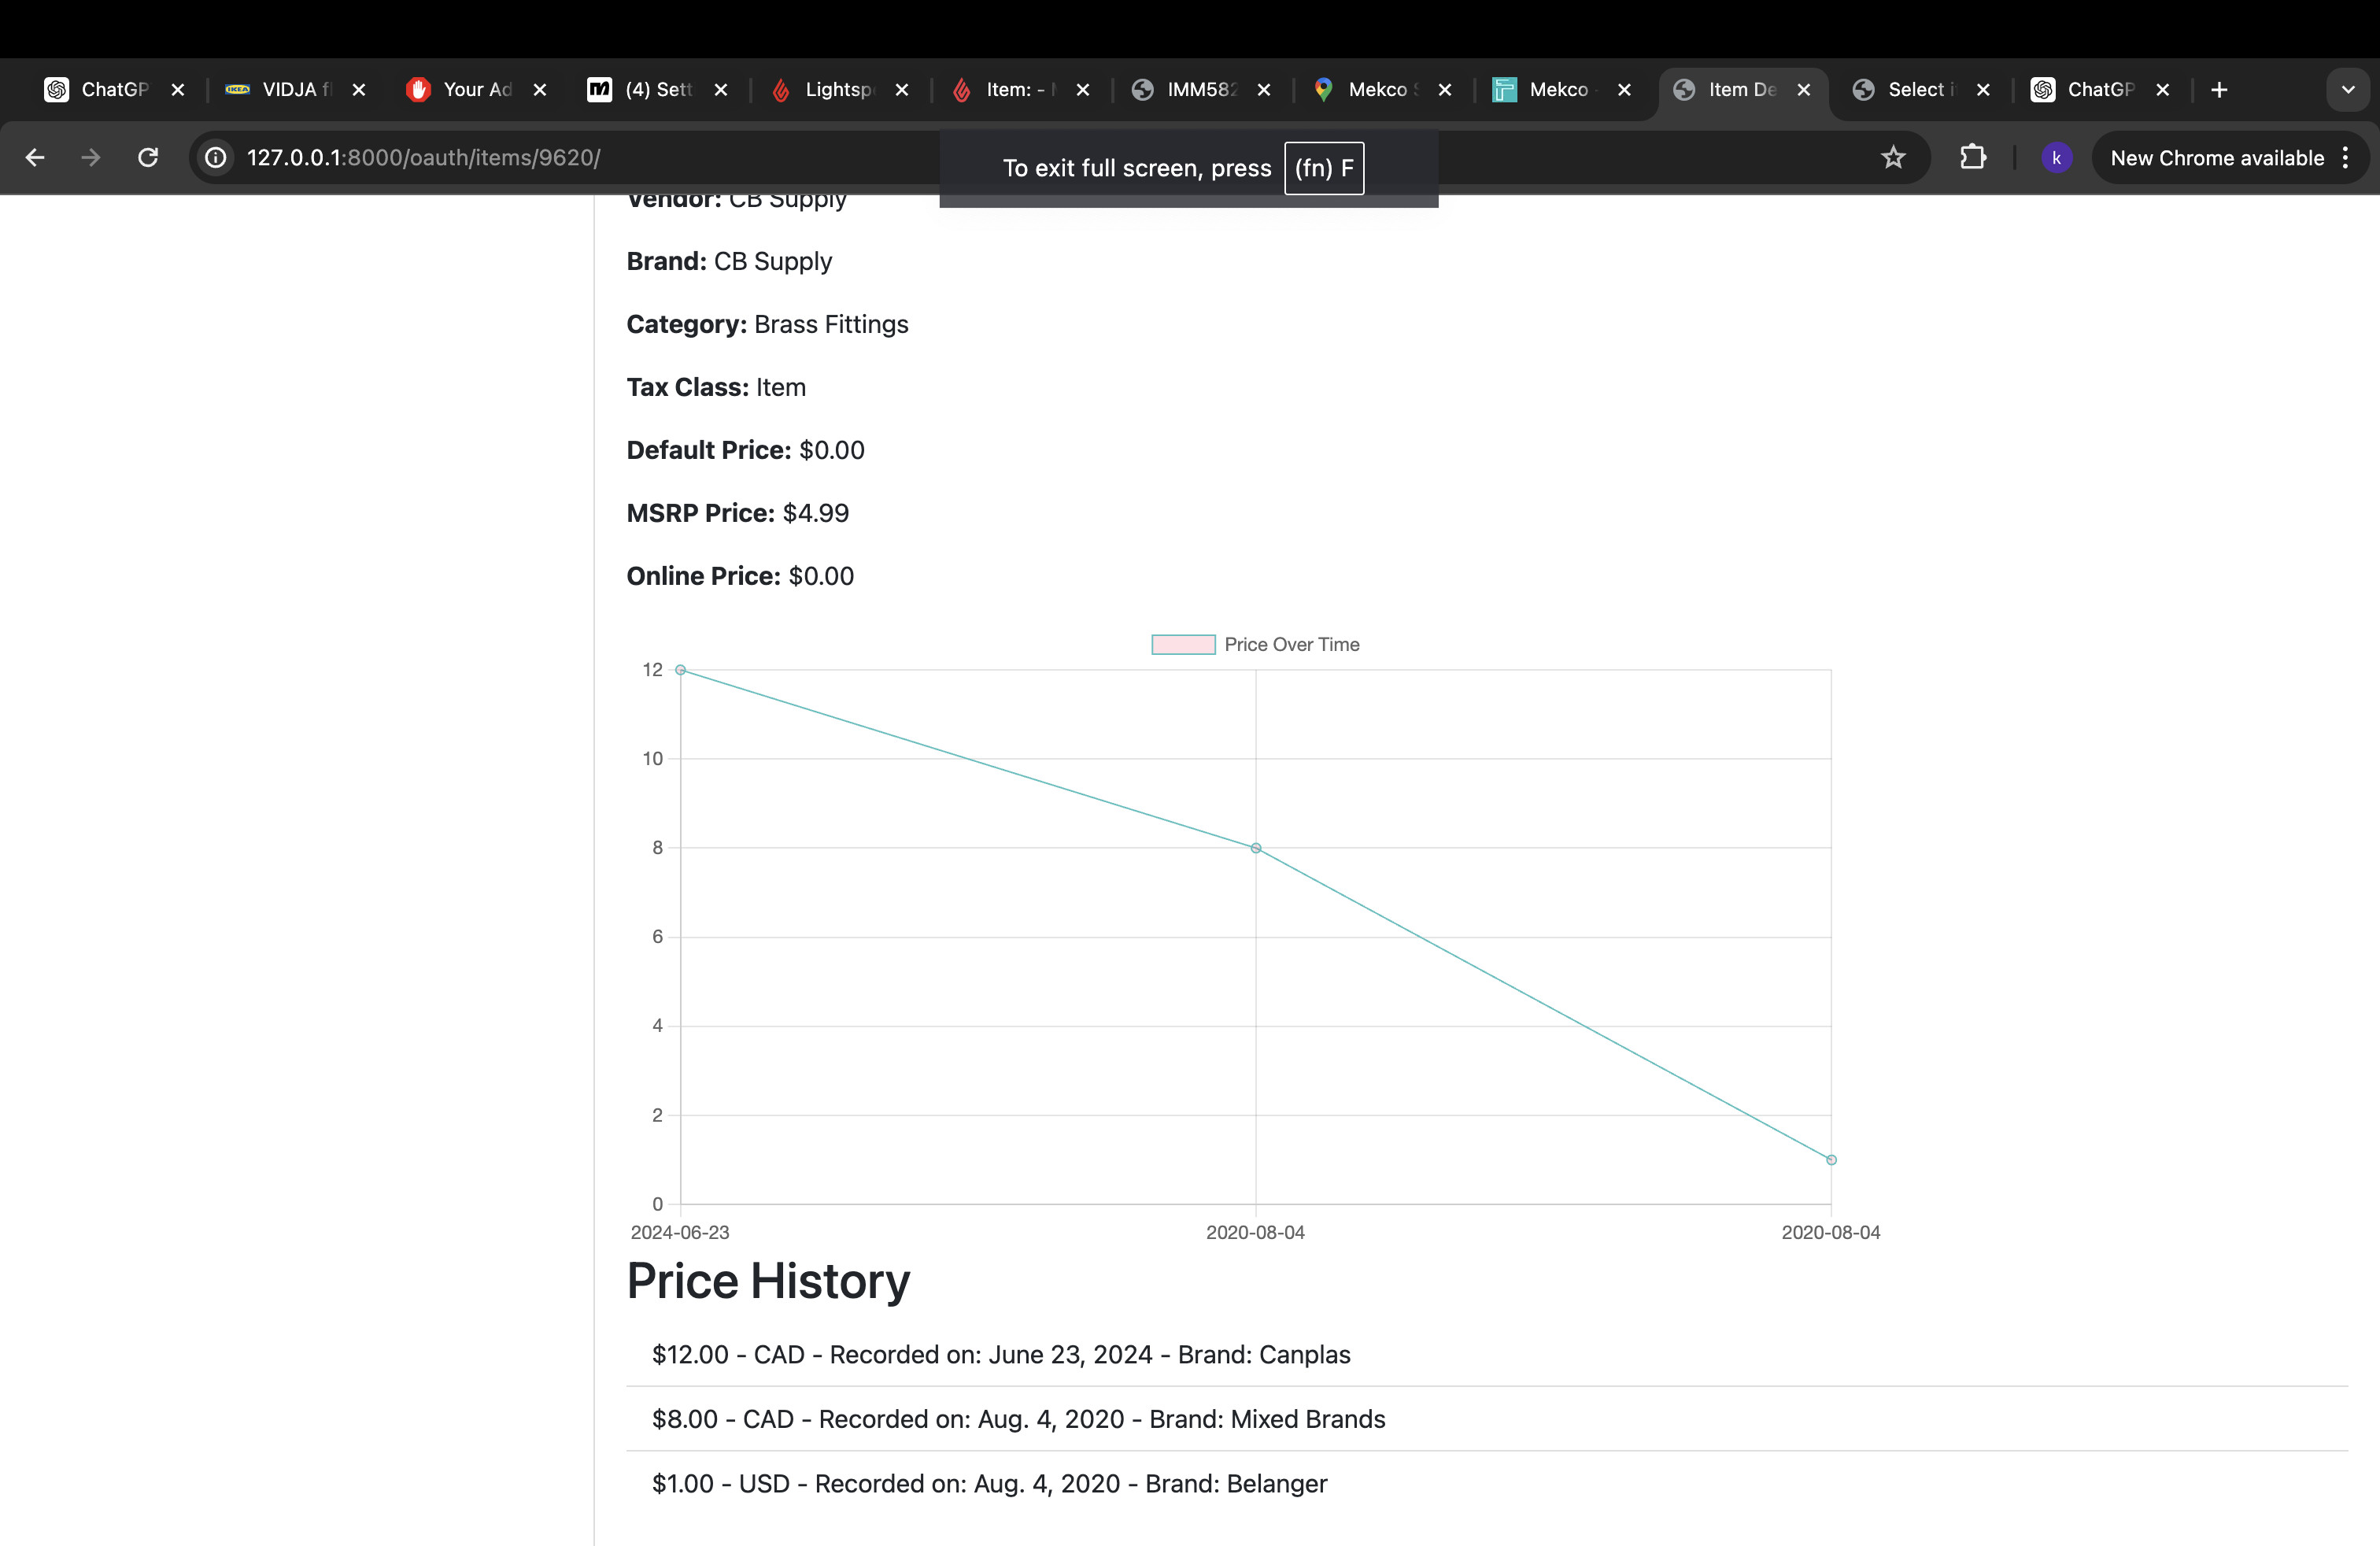 ChatGP
VIDJA f
Your Ad
(4) Sett
Lightsp
Item: -
IMM582
Mekco
Mekco
Item De
Select i
ChatGP
127.0.0.1:8000/oauth/items/9620/
To exit full screen, press (fn) F
k
New Chrome available
Vendor: CB Supply
Brand: CB Supply
Category: Brass Fittings
Tax Class: Item
Default Price: $0.00
MSRP Price: $4.99
Online Price: $0.00
Price Over Time
12
10
8
6
4
2
0
2024-06-23 2020-08-04 2020-08-04
Price History
$12.00 - CAD - Recorded on: June 23, 2024 - Brand: Canplas
$8.00 - CAD - Recorded on: Aug. 4, 2020 - Brand: Mixed Brands
$1.00 - USD - Recorded on: Aug. 4, 2020 - Brand: Belanger